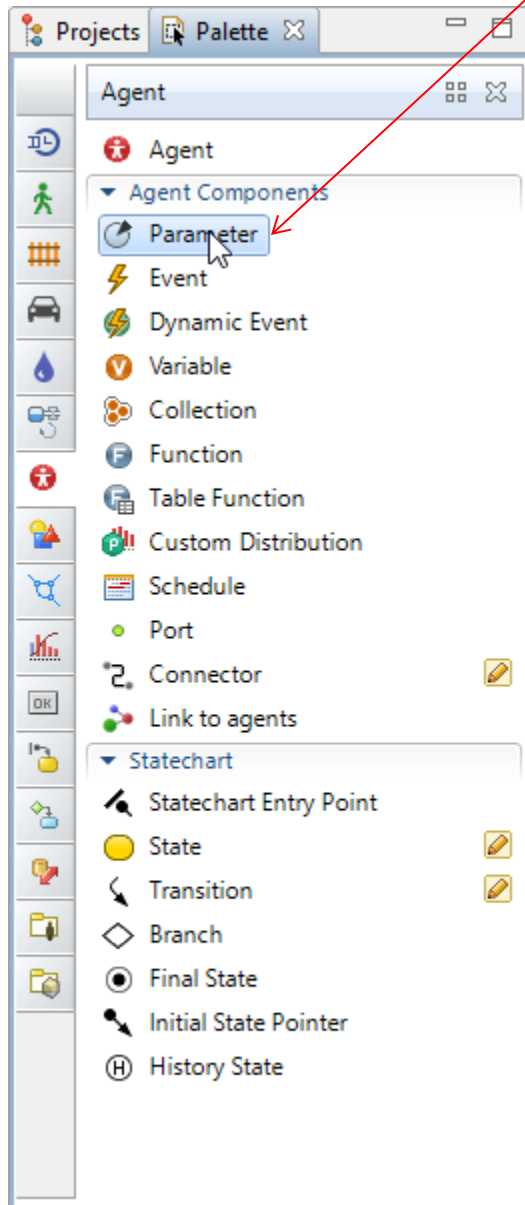 Projects Palette
Agent
Agent
Agent Components
Parameter
Event
Dynamic Event
V Variable
Collection
F Function
F Table Function
P Custom Distribution
Schedule
Port
Connector
Link to agents
Statechart
Statechart Entry Point
State
Transition
OK
Branch
Final State
Initial State Pointer
H History State